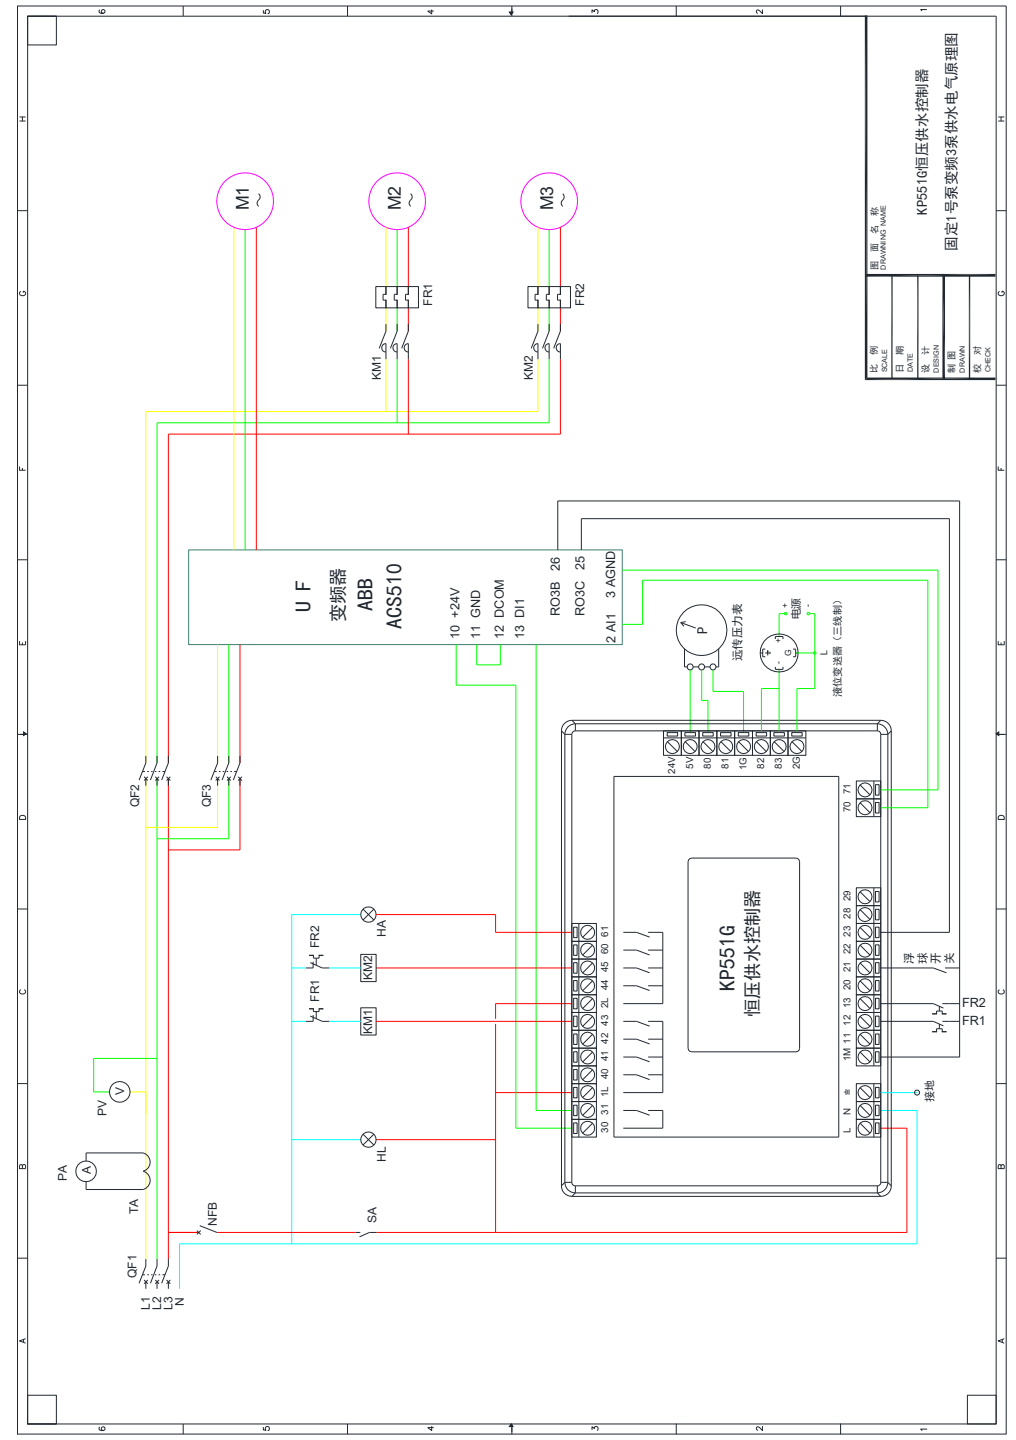 KP551G恒压供水控制器
固定1号泵变频3泵供水电气原理图
图 面 名 称
DRAWNING NAME
比 例
SCALE
日 期
DATE
设 计
DESIGN
制 图
DRAWN
校 对
CHECK
M1
~
M2
~
M3
~
FR1
FR2
KM1
KM2
U F
变频器
ABB
ACS510
10 +24V
11 GND
12 DCOM
13 DI1
RO3B 26
RO3C 25
2 AI1
3 AGND
P
远传压力表
+
-
G
+
电源
-
L
液位变送器（三线制）
QF2
QF3
24V
5V
80
81
1G
82
83
2G
71
70
HA
FR2
KM2
FR1
KM1
61
60
45
44
2L
43
42
41
40
1L
31
30
KP551G
恒压供水控制器
29
28
23
22
21
20
13
12
11
1M
N
L
浮球开关
FR2
FR1
接地
PV
V
PA
A
TA
HL
NFB
SA
QF1
L1
L2
L3
N
6
5
4
3
2
1
6
5
4
3
2
1
H
G
F
E
D
C
B
A
H
G
F
E
D
C
B
A